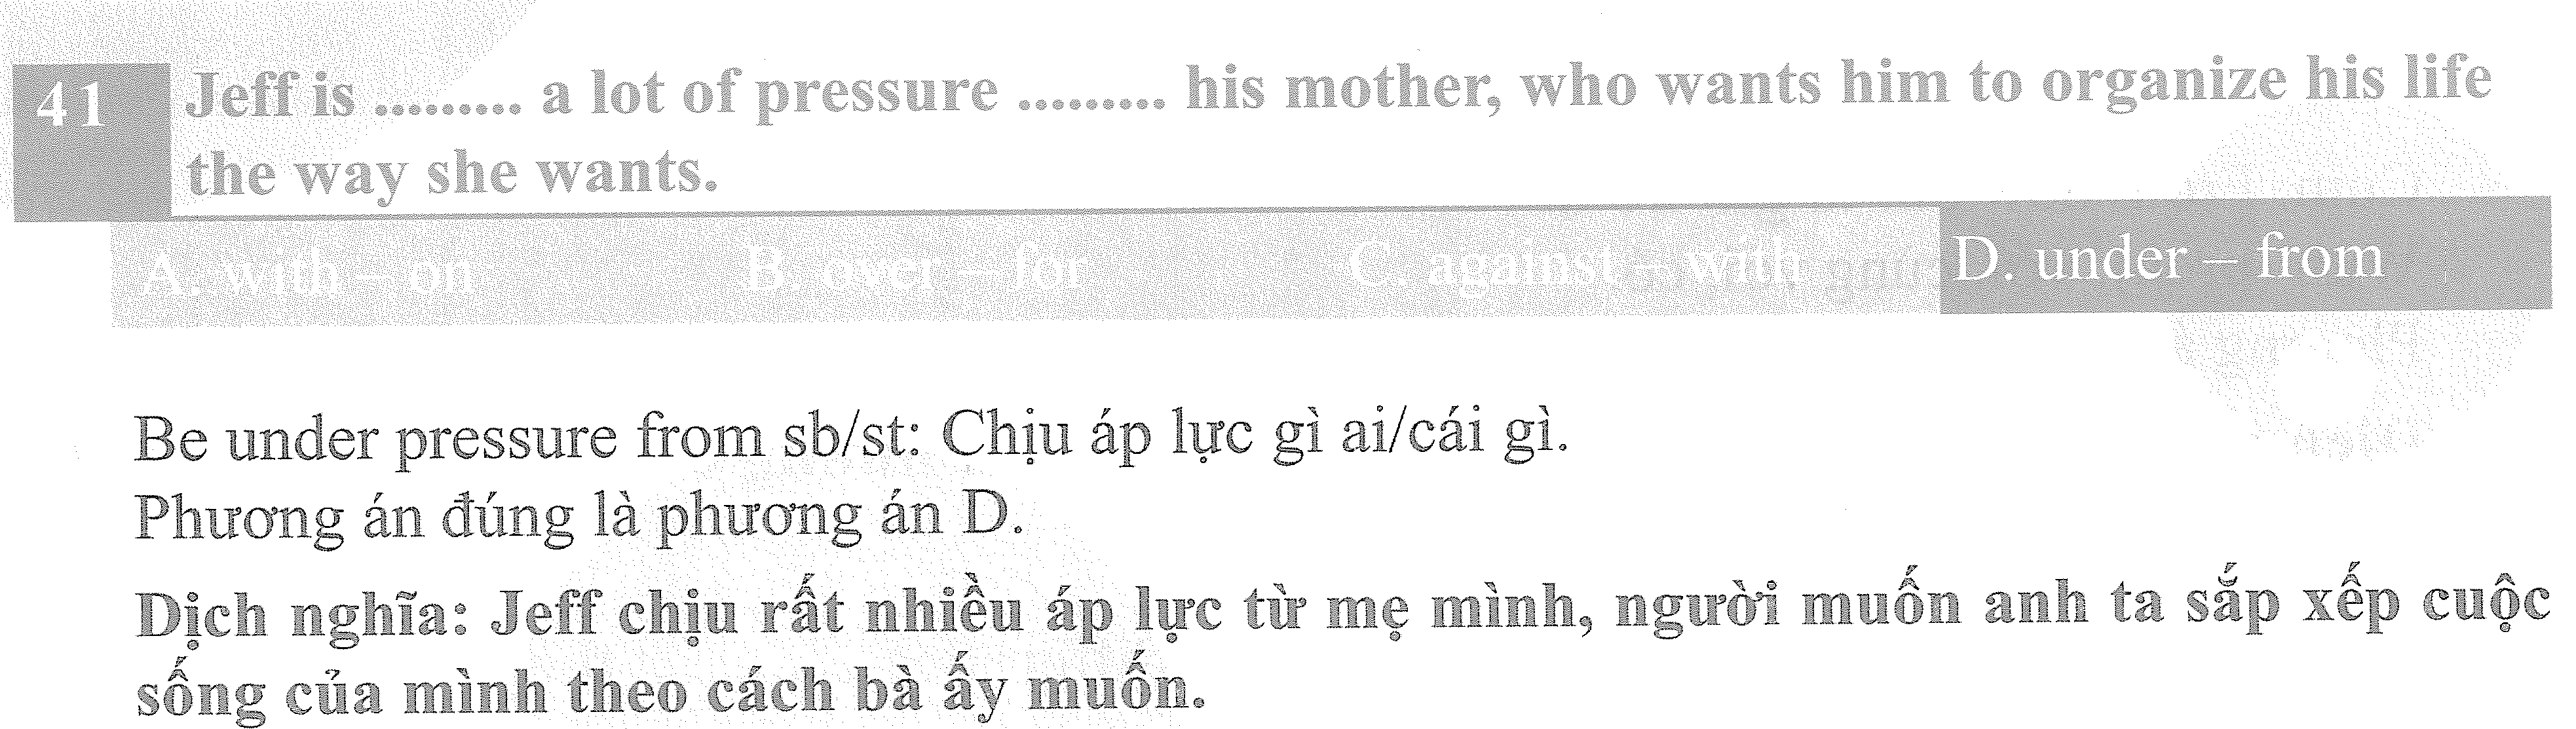 41 Jeff is ......... a lot of pressure ......... his mother, who wants him to organize his life
the way she wants.
A. with – on B. over – for C. against – with D. under – from
Be under pressure from sb/st: Chịu áp lực gì ai/cái gì.
Phương án đúng là phương án D.
Dịch nghĩa: Jeff chịu rất nhiều áp lực từ mẹ mình, người muốn anh ta sắp xếp cuộc
sống của mình theo cách bà ấy muốn.